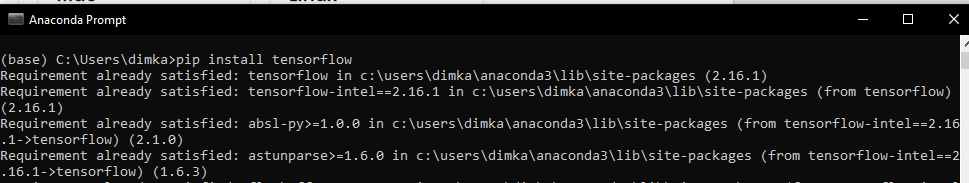 Anaconda Prompt
(base) C:\Users\dimka>pip install tensorflow
Requirement already satisfied: tensorflow in c:\users\dimka\anaconda3\lib\site-packages (2.16.1)
Requirement already satisfied: tensorflow-intel==2.16.1 in c:\users\dimka\anaconda3\lib\site-packages (from tensorflow)
(2.16.1)
Requirement already satisfied: absl-py>=1.0.0 in c:\users\dimka\anaconda3\lib\site-packages (from tensorflow-intel==2.16
.1->tensorflow) (2.1.0)
Requirement already satisfied: astunparse>=1.6.0 in c:\users\dimka\anaconda3\lib\site-packages (from tensorflow-intel==2
.16.1->tensorflow) (1.6.3)